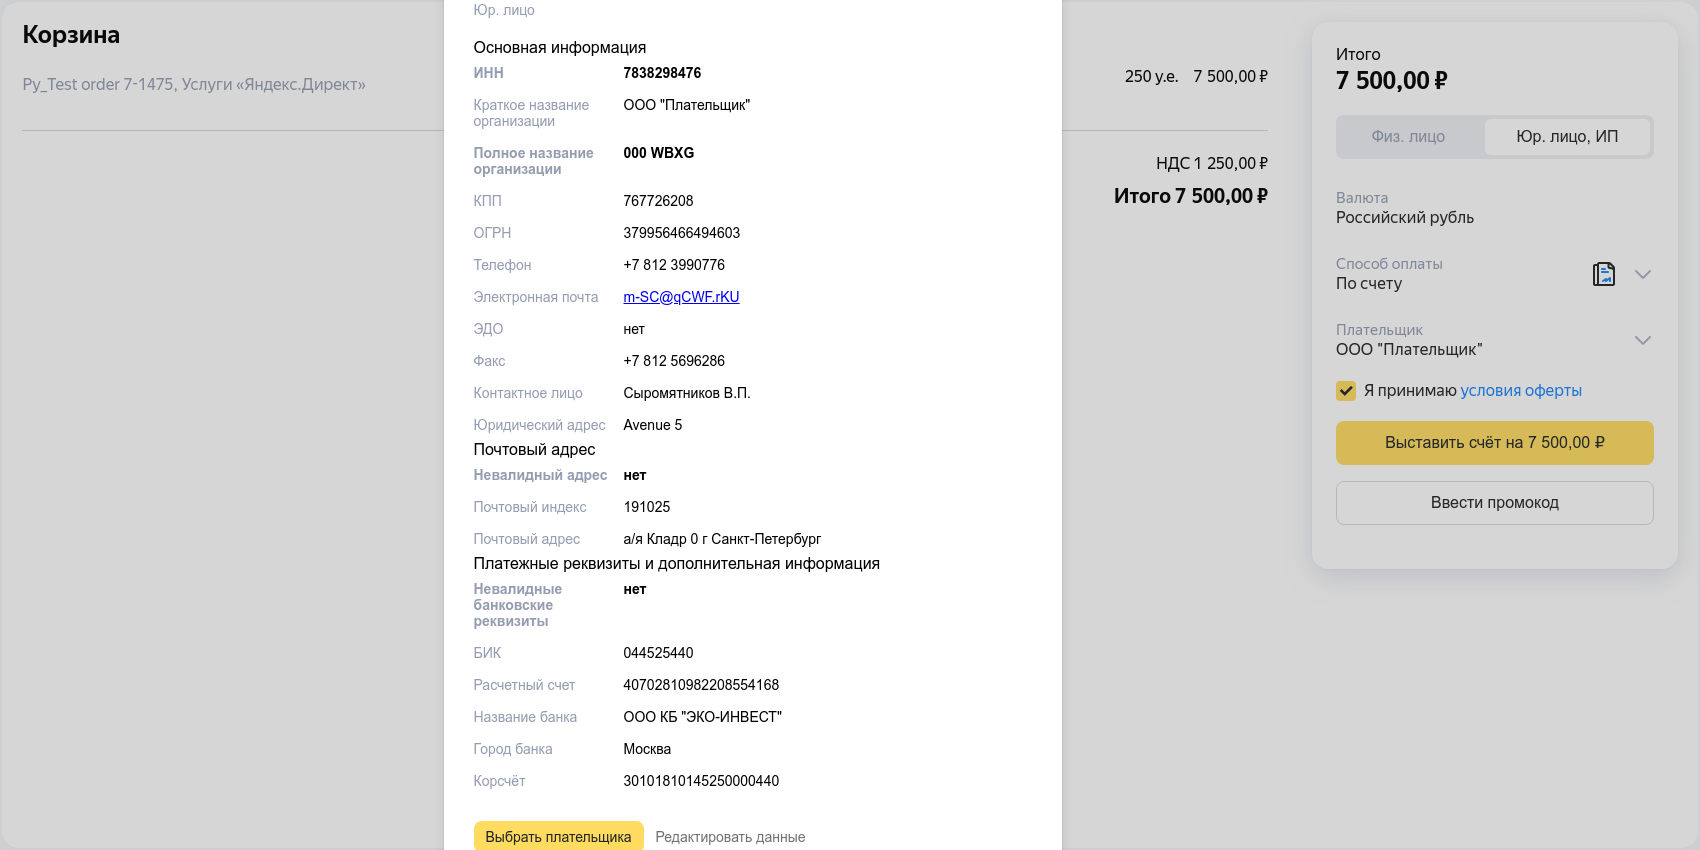 Корзина
Py_Test order 7-1475, Услуги «Яндекс.Директ»
250 у.е. 7 500,00 ₽
НДС 1 250,00 ₽
Итого 7 500,00 ₽
Юр. лицо
Основная информация
ИНН 7838298476
Краткое название
организации
ООО "Плательщик"
Полное название
организации
000 WBXG
КПП 767726208
ОГРН 379956466494603
Телефон +7 812 3990776
Электронная почта m-SC@qCWF.rKU
ЭДО нет
Факс +7 812 5696286
Контактное лицо Сыромятников В.П.
Юридический адрес Avenue 5
Почтовый адрес
Невалидный адрес нет
Почтовый индекс 191025
Почтовый адрес а/я Кладр 0 г Санкт-Петербург
Платежные реквизиты и дополнительная информация
Невалидные
банковские
реквизиты
нет
БИК 044525440
Расчетный счет 40702810982208554168
Название банка ООО КБ "ЭКО-ИНВЕСТ"
Город банка Москва
Корсчёт 30101810145250000440
Выбрать плательщика Редактировать данные
Итого
7 500,00 ₽
Физ. лицо Юр. лицо, ИП
Валюта
Российский рубль
Способ оплаты
По счету
Плательщик
ООО "Плательщик"
Я принимаю условия оферты
Выставить счёт на 7 500,00 ₽
Ввести промокод